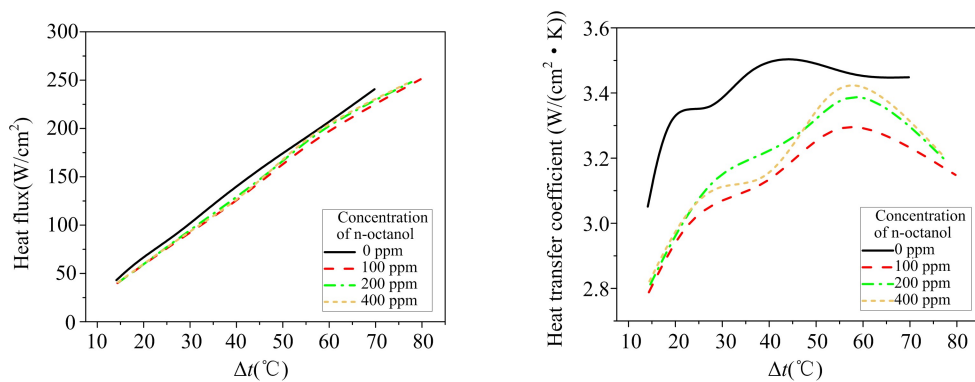 300
250
200
150
100
50
0
Heat flux(W/cm²)
Concentration
of n-octanol
0 ppm
100 ppm
200 ppm
400 ppm
10 20 30 40 50 60 70 80
Δt(℃)
3.6
3.4
3.2
3.0
2.8
Heat transfer coefficient (W/(cm² • K))
Concentration
of n-octanol
0 ppm
100 ppm
200 ppm
400 ppm
10 20 30 40 50 60 70 80
Δt(℃)